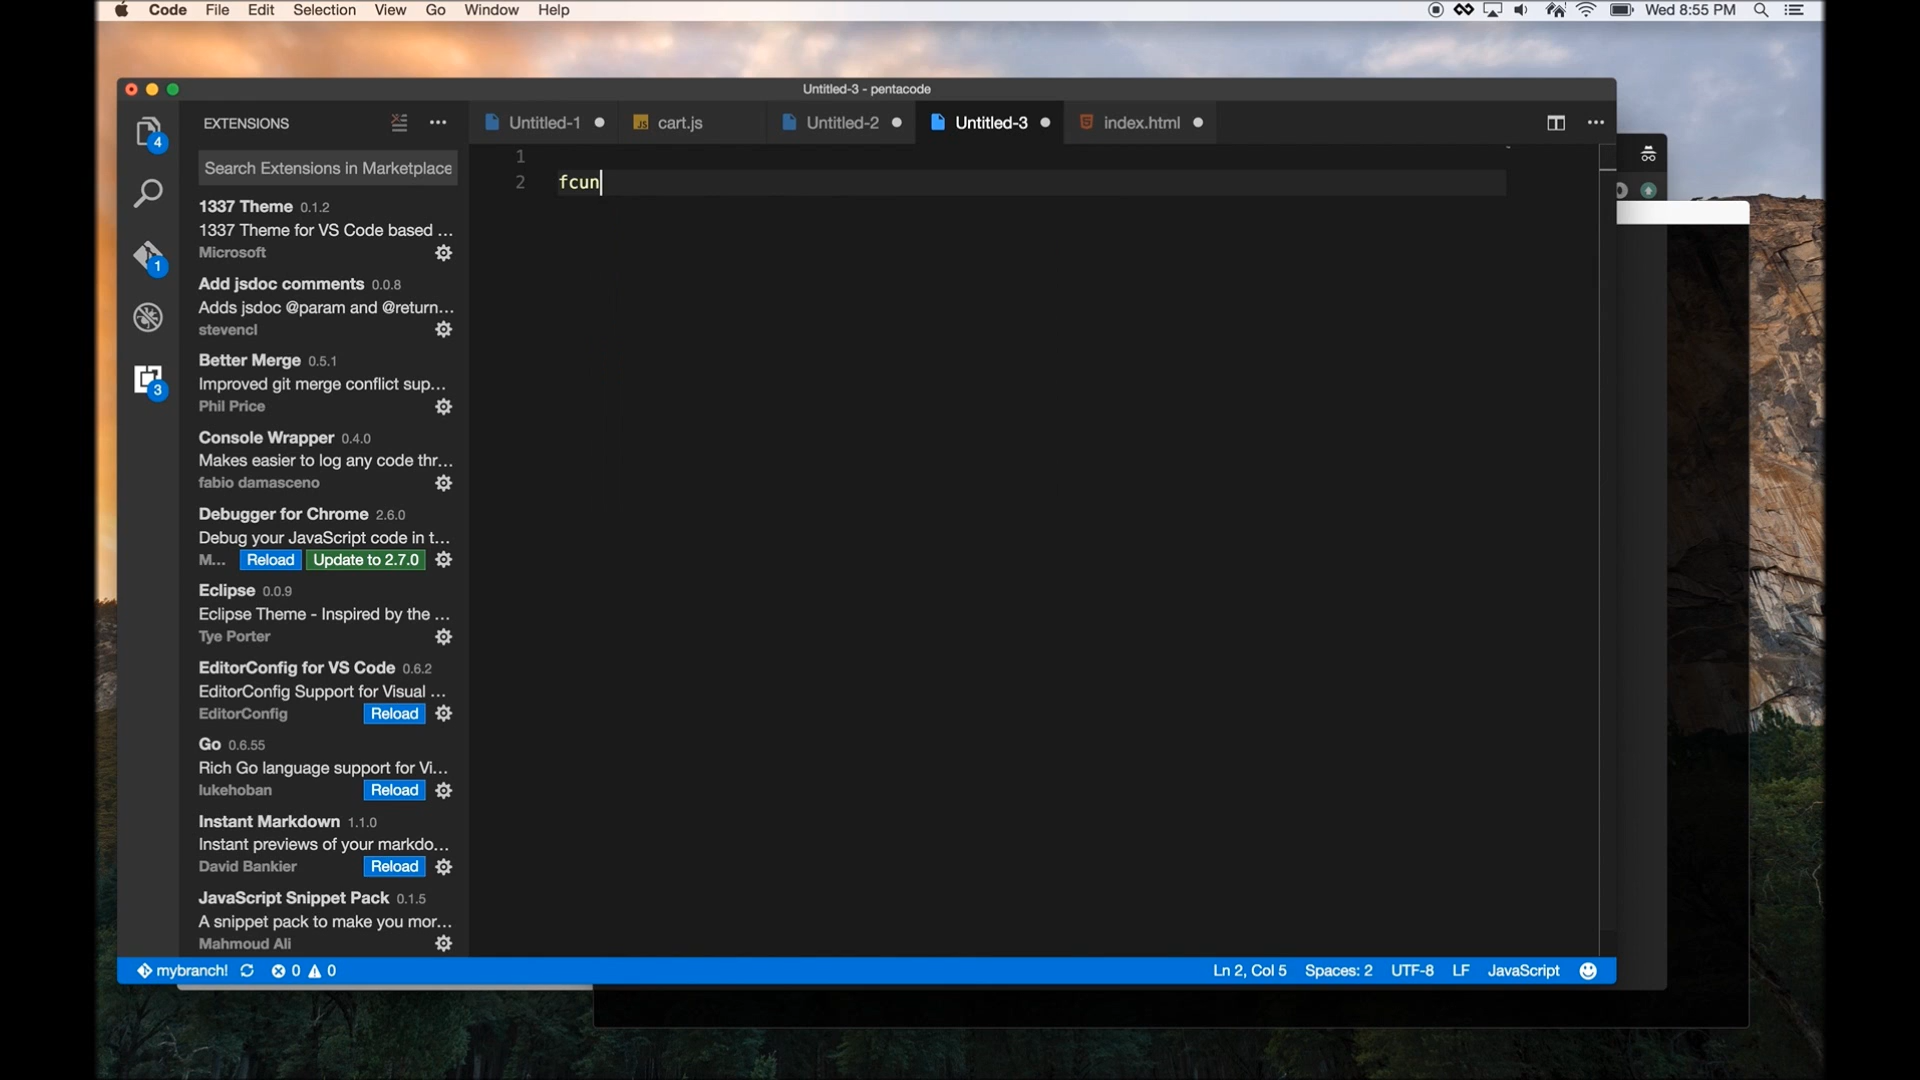 Code File Edit Selection View Go Window Help Wed 8:55 PM
Untitled-3 - pentacode
EXTENSIONS
Untitled-1 cart.js Untitled-2 Untitled-3 index.html
Search Extensions in Marketplace
1
2 fcun
4
1
3
1337 Theme 0.1.2
1337 Theme for VS Code based ...
Microsoft
Add jsdoc comments 0.0.8
Adds jsdoc @param and @return...
stevencl
Better Merge 0.5.1
Improved git merge conflict sup...
Phil Price
Console Wrapper 0.4.0
Makes easier to log any code thr...
fabio damasceno
Debugger for Chrome 2.6.0
Debug your JavaScript code in t...
M... Reload Update to 2.7.0
Eclipse 0.0.9
Eclipse Theme - Inspired by the ...
Tye Porter
EditorConfig for VS Code 0.6.2
EditorConfig Support for Visual ...
EditorConfig Reload
Go 0.6.55
Rich Go language support for Vi...
lukehoban Reload
Instant Markdown 1.1.0
Instant previews of your markdo...
David Bankier Reload
JavaScript Snippet Pack 0.1.5
A snippet pack to make you mor...
Mahmoud Ali
mybranch! 0 0 Ln 2, Col 5 Spaces: 2 UTF-8 LF JavaScript